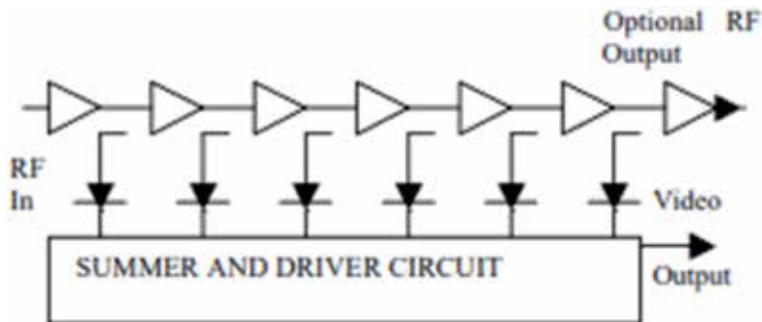 Optional RF
Output
RF
In
Video
SUMMER AND DRIVER CIRCUIT
Output